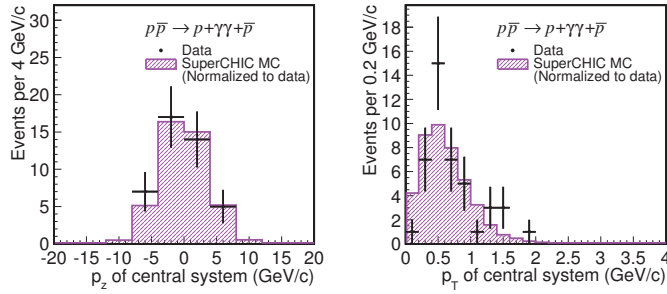 Events per 4 GeV/c
30
25
20
15
10
5
0
pp̅ → p+γγ+p̅
Data
SuperCHIC MC
(Normalized to data)
-20 -15 -10 -5 0 5 10 15 20
p_z of central system (GeV/c)
Events per 0.2 GeV/c
18
16
14
12
10
8
6
4
2
0
pp̅ → p+γγ+p̅
Data
SuperCHIC MC
(Normalized to data)
0 0.5 1 1.5 2 2.5 3 3.5 4
p_T of central system (GeV/c)